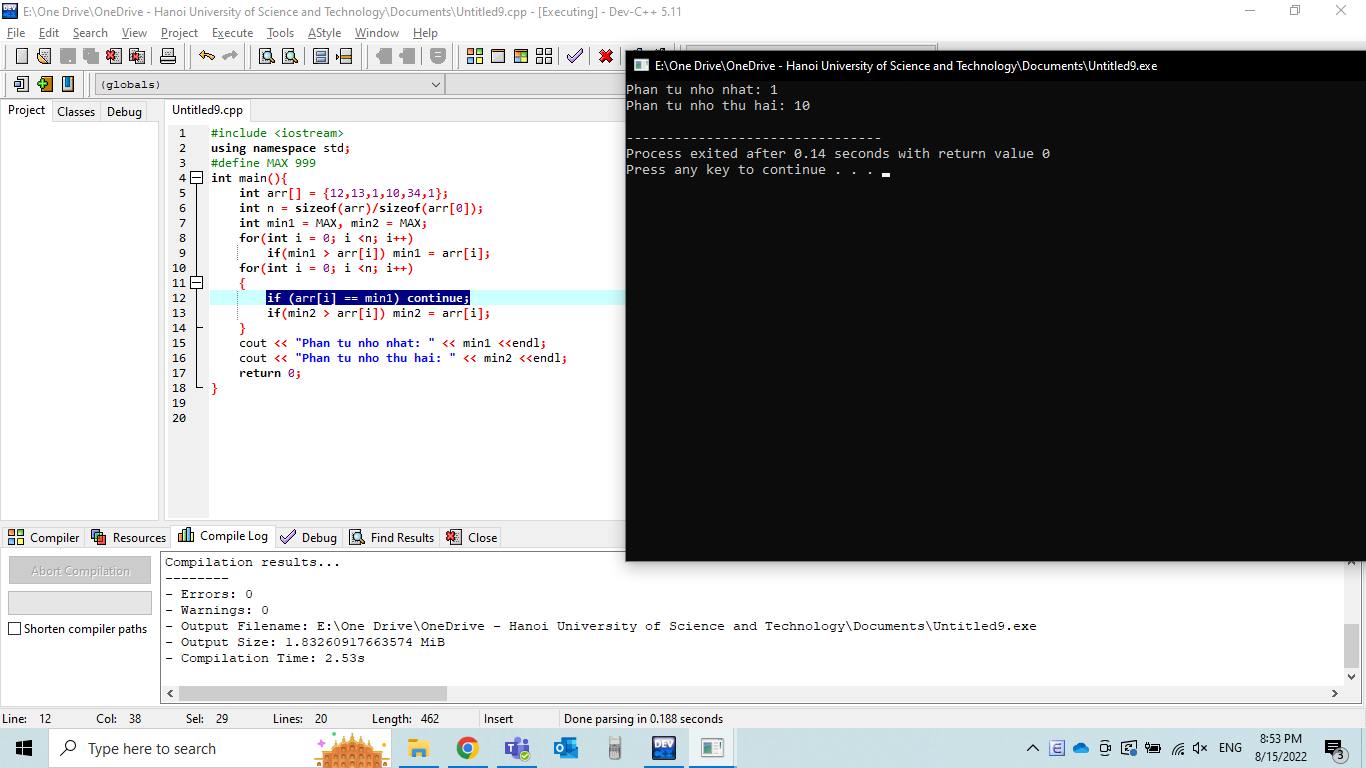 E:\One Drive\OneDrive - Hanoi University of Science and Technology\Documents\Untitled9.cpp - [Executing] - Dev-C++ 5.11
File Edit Search View Project Execute Tools AStyle Window Help
(globals)
Project Classes Debug
Untitled9.cpp
1 #include <iostream>
2 using namespace std;
3 #define MAX 999
4 int main(){
5 int arr[] = {12,13,1,10,34,1};
6 int n = sizeof(arr)/sizeof(arr[0]);
7 int min1 = MAX, min2 = MAX;
8 for(int i = 0; i <n; i++)
9 if(min1 > arr[i]) min1 = arr[i];
10 for(int i = 0; i <n; i++)
11 {
12 if (arr[i] == min1) continue;
13 if(min2 > arr[i]) min2 = arr[i];
14 }
15 cout << "Phan tu nho nhat: " << min1 <<endl;
16 cout << "Phan tu nho thu hai: " << min2 <<endl;
17 return 0;
18 }
19
20
E:\One Drive\OneDrive - Hanoi University of Science and Technology\Documents\Untitled9.exe
Phan tu nho nhat: 1
Phan tu nho thu hai: 10
--------------------------------
Process exited after 0.14 seconds with return value 0
Press any key to continue . . .
Compiler Resources Compile Log Debug Find Results Close
Abort Compilation
Shorten compiler paths
Compilation results...
--------
- Errors: 0
- Warnings: 0
- Output Filename: E:\One Drive\OneDrive - Hanoi University of Science and Technology\Documents\Untitled9.exe
- Output Size: 1.83260917663574 MiB
- Compilation Time: 2.53s
Line: 12 Col: 38 Sel: 29 Lines: 20 Length: 462 Insert Done parsing in 0.188 seconds
Type here to search
DEV
ENG
8:53 PM
8/15/2022
3